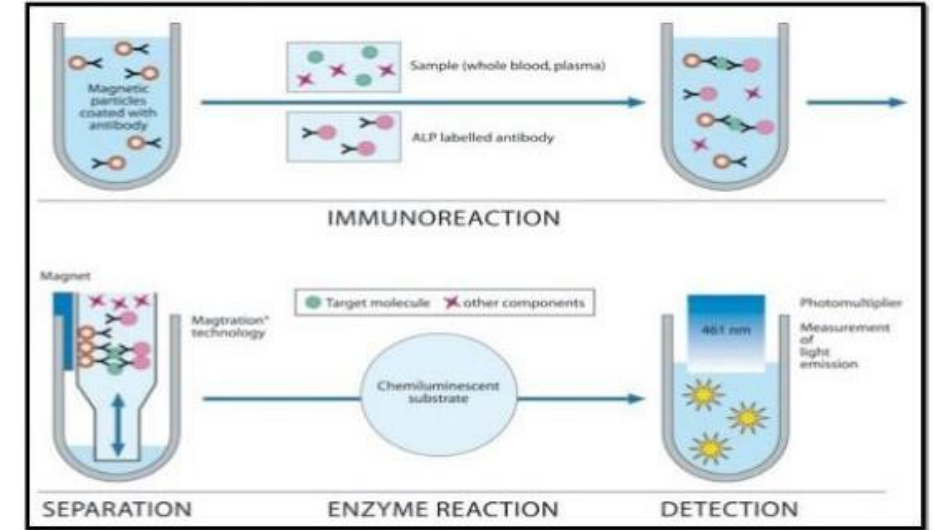 Magnetic
particles
coated with
antibody
Sample (whole blood, plasma)
ALP labelled antibody
IMMUNOREACTION
Magnet
Magtration®
technology
Target molecule other components
Chemiluminescent
substrate
461 nm
Photomultiplier
Measurement
of
light
emission
SEPARATION
ENZYME REACTION
DETECTION